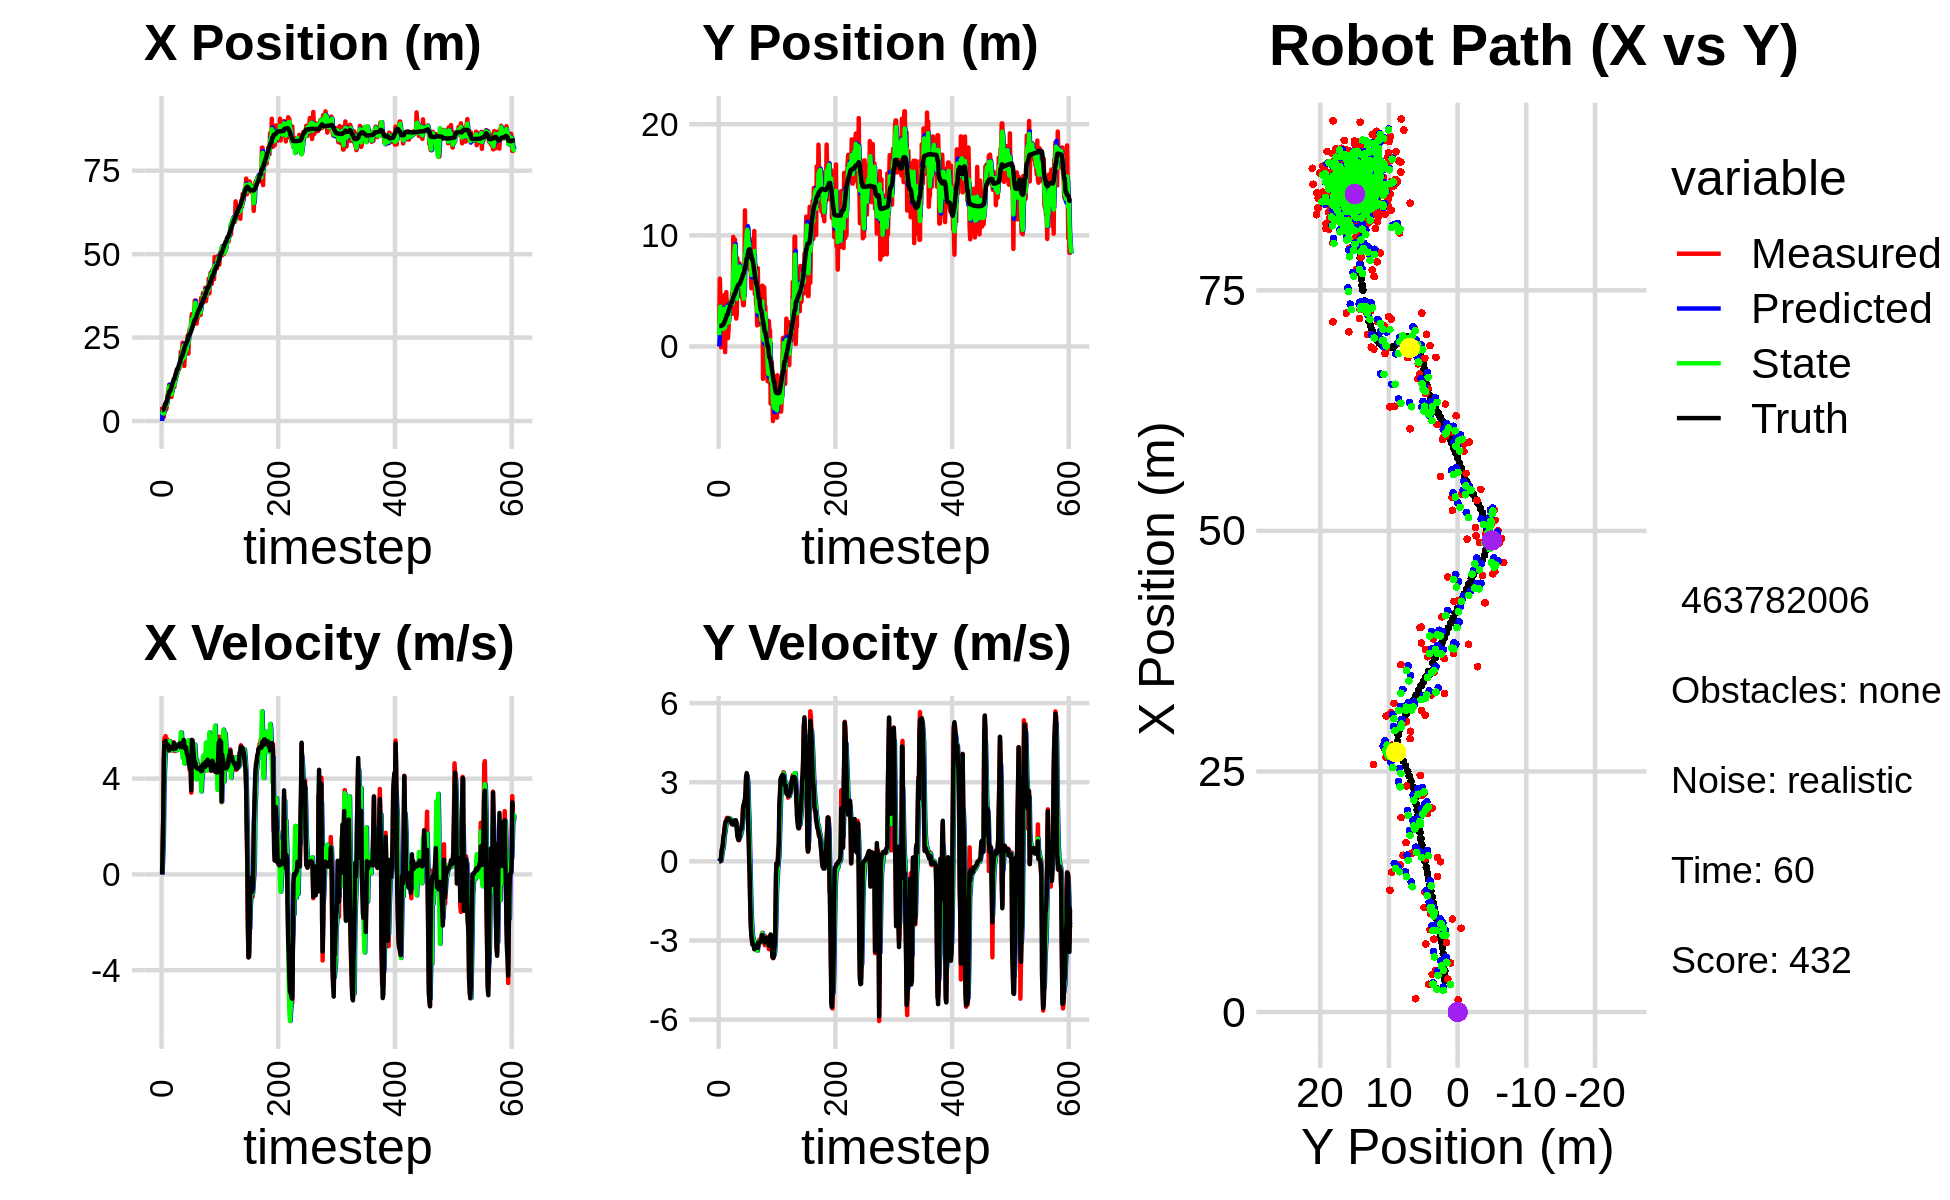 X Position (m)
75
50
25
0
0
200
400
600
timestep
Y Position (m)
20
10
0
0
200
400
600
timestep
X Velocity (m/s)
4
0
-4
0
200
400
600
timestep
Y Velocity (m/s)
6
3
0
-3
-6
0
200
400
600
timestep
Robot Path (X vs Y)
X Position (m)
75
50
25
0
20 10 0 -10 -20
Y Position (m)
variable
Measured
Predicted
State
Truth
463782006
Obstacles: none
Noise: realistic
Time: 60
Score: 432